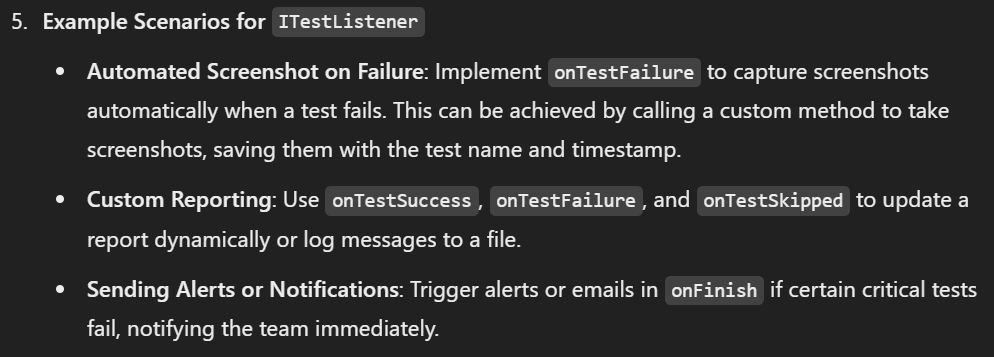 5. Example Scenarios for ITestListener
• Automated Screenshot on Failure: Implement onTestFailure to capture screenshots
automatically when a test fails. This can be achieved by calling a custom method to take
screenshots, saving them with the test name and timestamp.
• Custom Reporting: Use onTestSuccess, onTestFailure, and onTestSkipped to update a
report dynamically or log messages to a file.
• Sending Alerts or Notifications: Trigger alerts or emails in onFinish if certain critical tests
fail, notifying the team immediately.